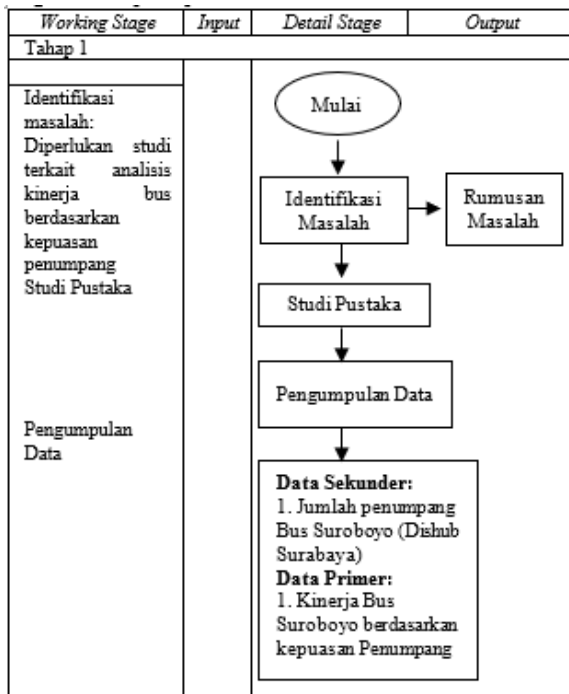 Working Stage Input Detail Stage Output
Tahap 1
Identifikasi
masalah:
Diperlukan studi
terkait analisis
kinerja bus
berdasarkan
kepuasan
penumpang
Studi Pustaka
Pengumpulan
Data
Mulai
Identifikasi
Masalah
Rumusan
Masalah
Studi Pustaka
Pengumpulan Data
Data Sekunder:
1. Jumlah penumpang
Bus Suroboyo (Dishub
Surabaya)
Data Primer:
1. Kinerja Bus
Suroboyo berdasarkan
kepuasan Penumpang